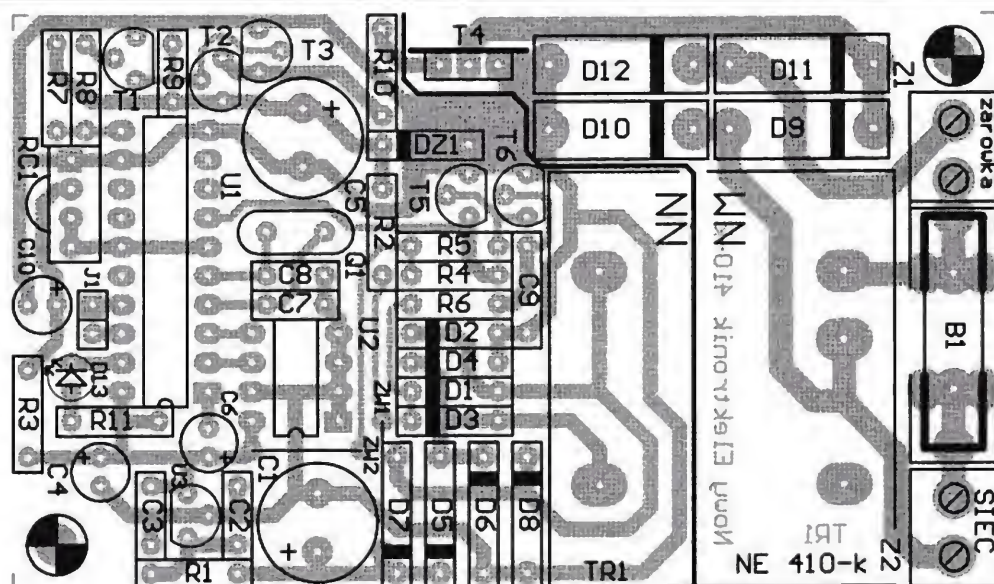 T2
T3
T4
R7
R8
T1
R9
R10
D12
D11
Z1
D10
D9
DZ1
T6
RC1
U1
C5
T5
R2
zarowka
NN
NM
Q1
R5
R4
R6
C9
C8
C7
C10
J1
U2
D2
D4
D1
D3
B1
Nowy Elektronik 410-k
D13
ZW1
R3
R11
C6
ZW2
C4
U3
C1
C3
C2
D7
D5
D6
D8
SIEC
R1
TR1
TR1
NE 410-k
Z2
+
+
+
+
+